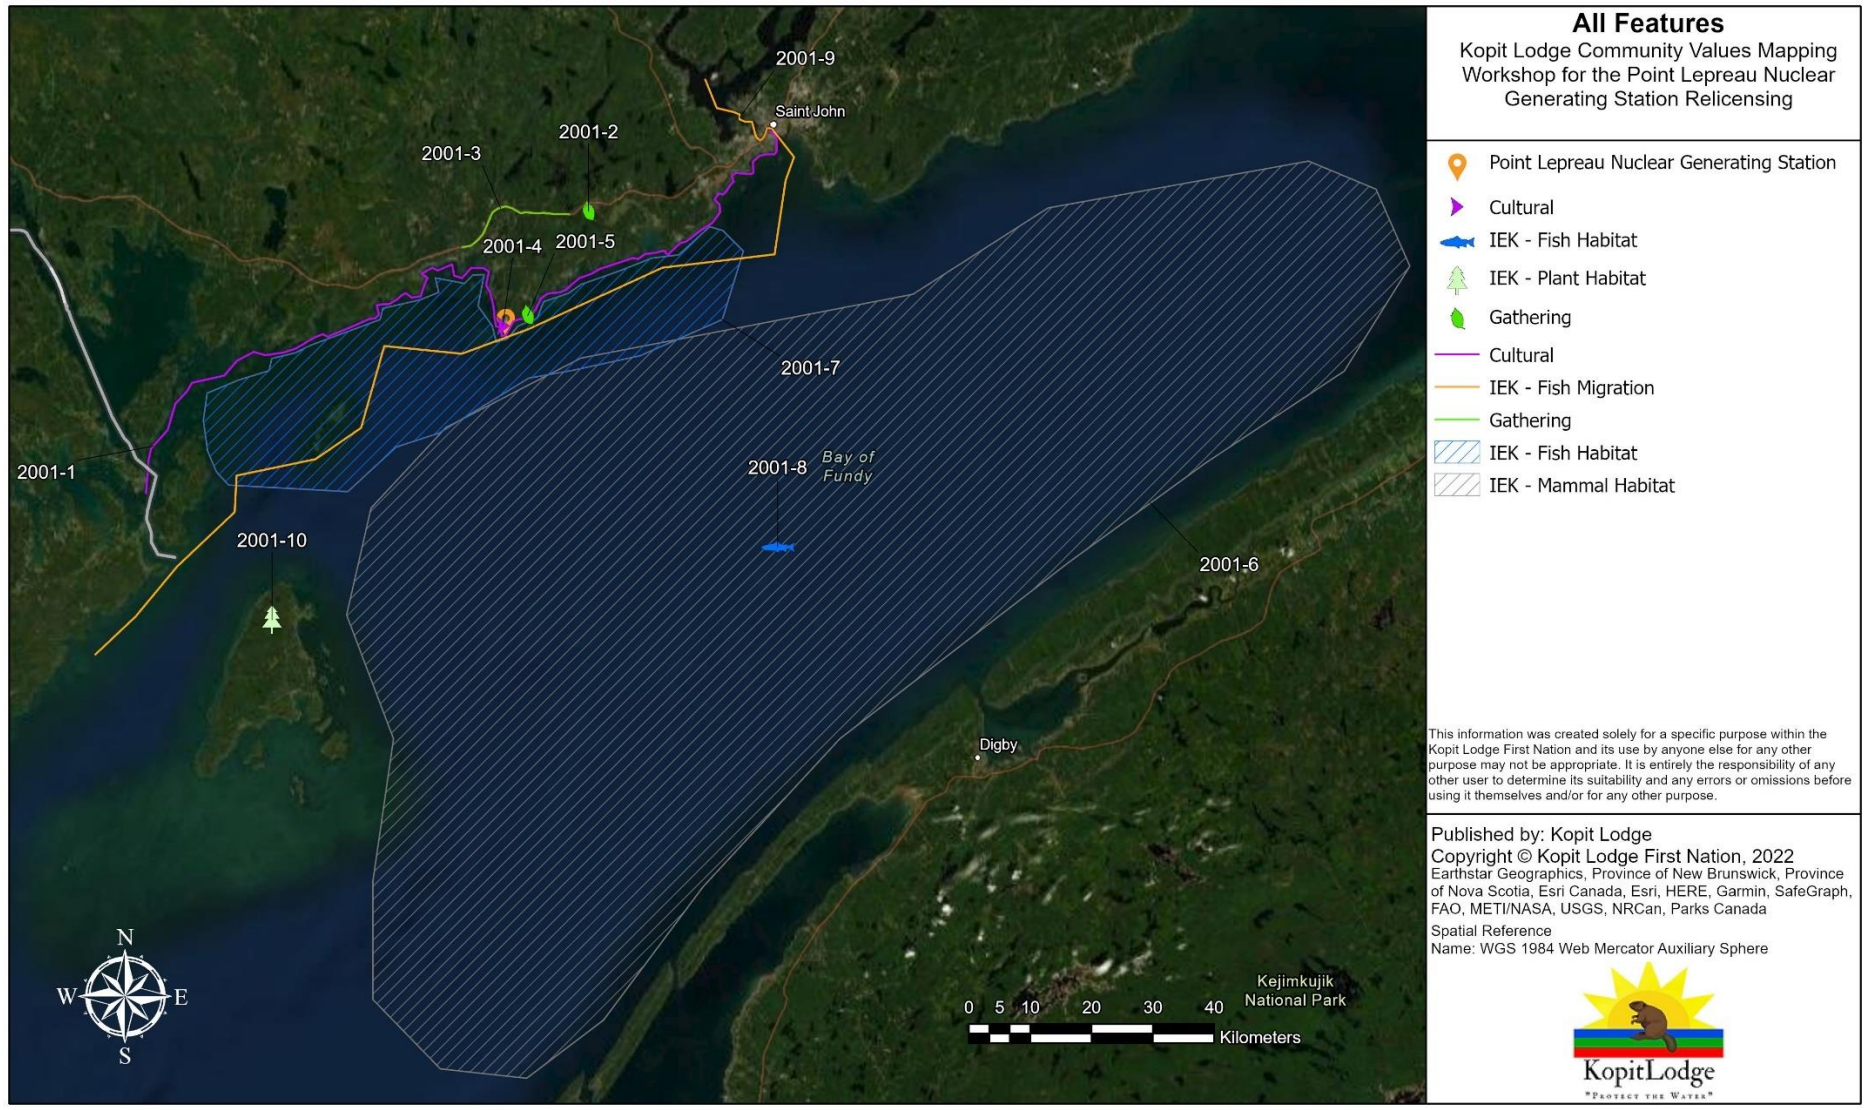 All Features
Kopit Lodge Community Values Mapping
Workshop for the Point Lepreau Nuclear
Generating Station Relicensing
Point Lepreau Nuclear Generating Station
Cultural
IEK - Fish Habitat
IEK - Plant Habitat
Gathering
Cultural
IEK - Fish Migration
Gathering
IEK - Fish Habitat
IEK - Mammal Habitat
This information was created solely for a specific purpose within the
Kopit Lodge First Nation and its use by anyone else for any other
purpose may not be appropriate. It is entirely the responsibility of any
other user to determine its suitability and any errors or omissions before
using it themselves and/or for any other purpose.
Published by: Kopit Lodge
Copyright © Kopit Lodge First Nation, 2022
Earthstar Geographics, Province of New Brunswick, Province
of Nova Scotia, Esri Canada, Esri, HERE, Garmin, SafeGraph,
FAO, METI/NASA, USGS, NRCan, Parks Canada
Spatial Reference
Name: WGS 1984 Web Mercator Auxiliary Sphere
KopitLodge
"PROTECT THE WATER"
2001-9
Saint John
2001-2
2001-3
2001-4
2001-5
2001-7
2001-1
2001-8
Bay of
Fundy
2001-10
2001-6
Digby
Kejimkujik
National Park
0 5 10 20 30 40
Kilometers
N
W
E
S